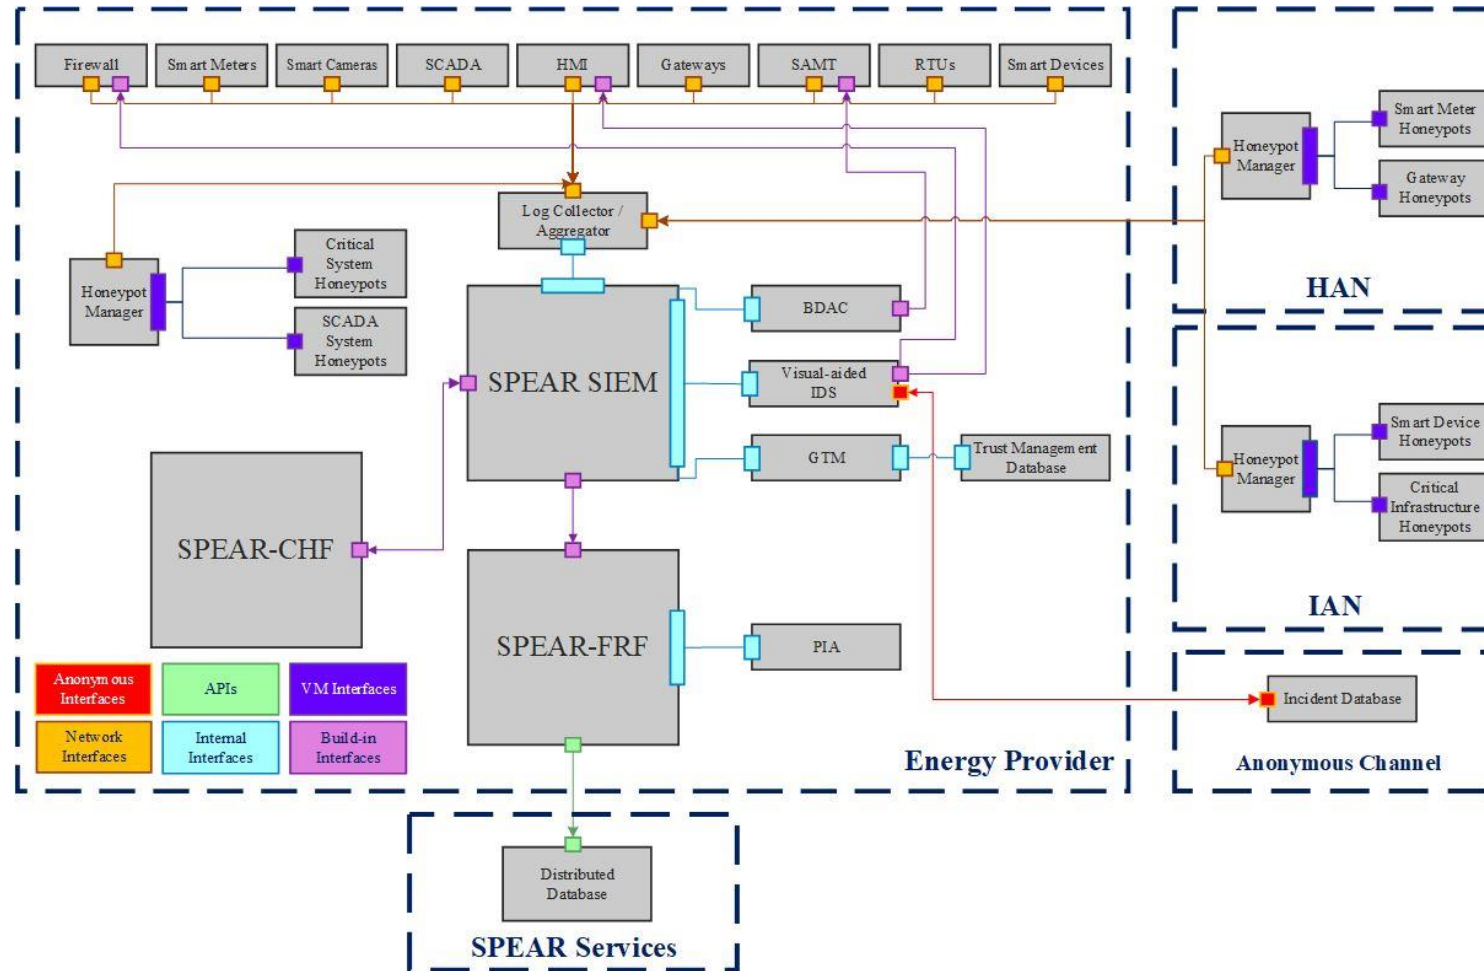 Firewall
Smart Meters
Smart Cameras
SCADA
HMI
Gateways
SAMT
RTUs
Smart Devices
Log Collector /
Aggregator
Honeypot
Manager
Critical
System
Honeypots
SCADA
System
Honeypots
SPEAR SIEM
BDAC
Visual-aided
IDS
GTM
Trust Management
Database
SPEAR-CHF
SPEAR-FRF
PIA
Anonymous
Interfaces
APIs
VM Interfaces
Network
Interfaces
Internal
Interfaces
Build-in
Interfaces
Energy Provider
Honeypot
Manager
Smart Meter
Honeypots
Gateway
Honeypots
HAN
Honeypot
Manager
Smart Device
Honeypots
Critical
Infrastructure
Honeypots
IAN
Incident Database
Anonymous Channel
Distributed
Database
SPEAR Services